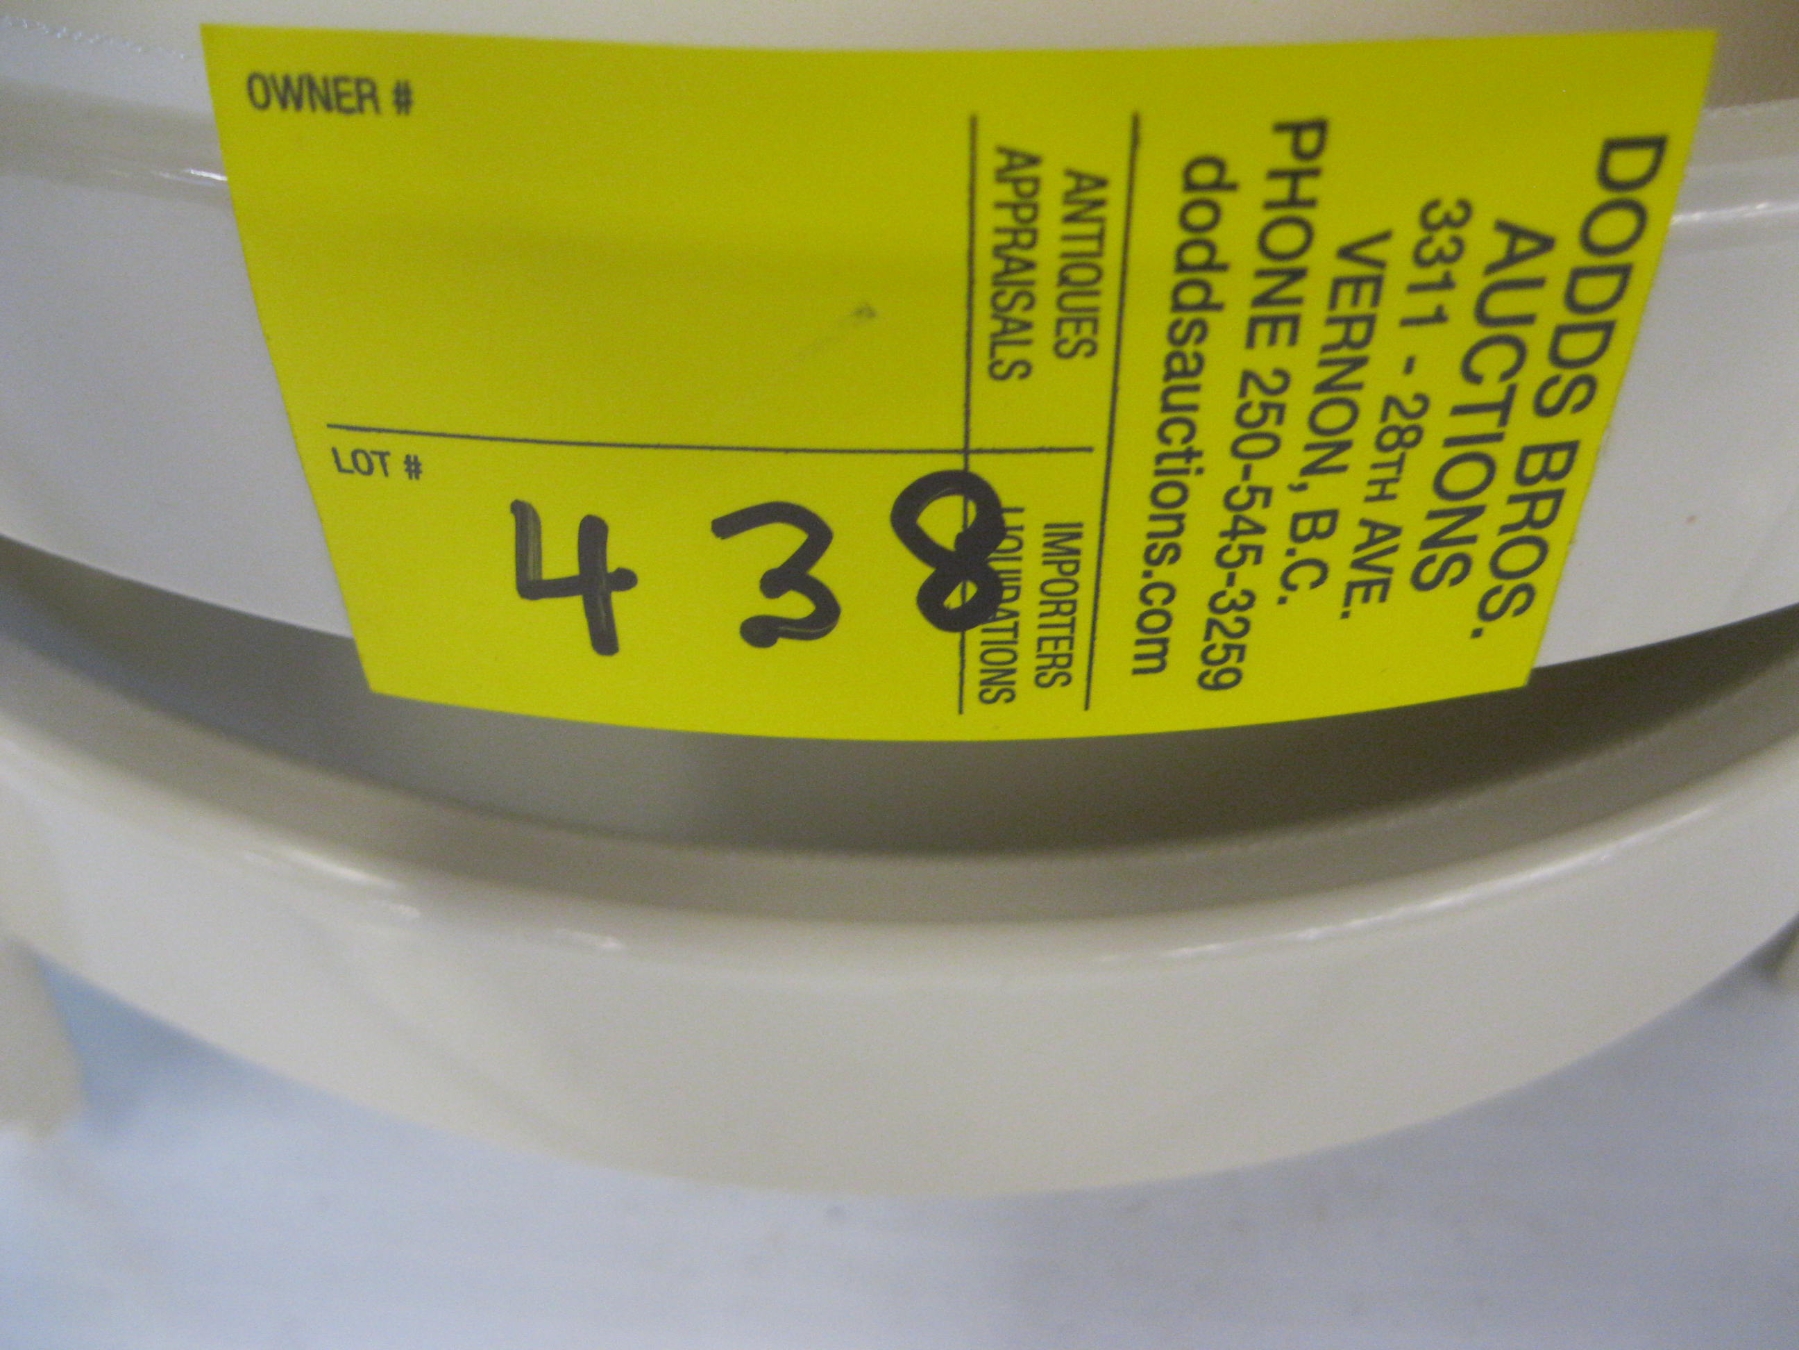 DODDS BROS.
AUCTIONS
3311 - 28TH AVE.
VERNON, B.C.
PHONE 250-545-3259
doddsauctions.com
ANTIQUES IMPORTERS
APPRAISALS LIQUIDATIONS
OWNER #
LOT #
438